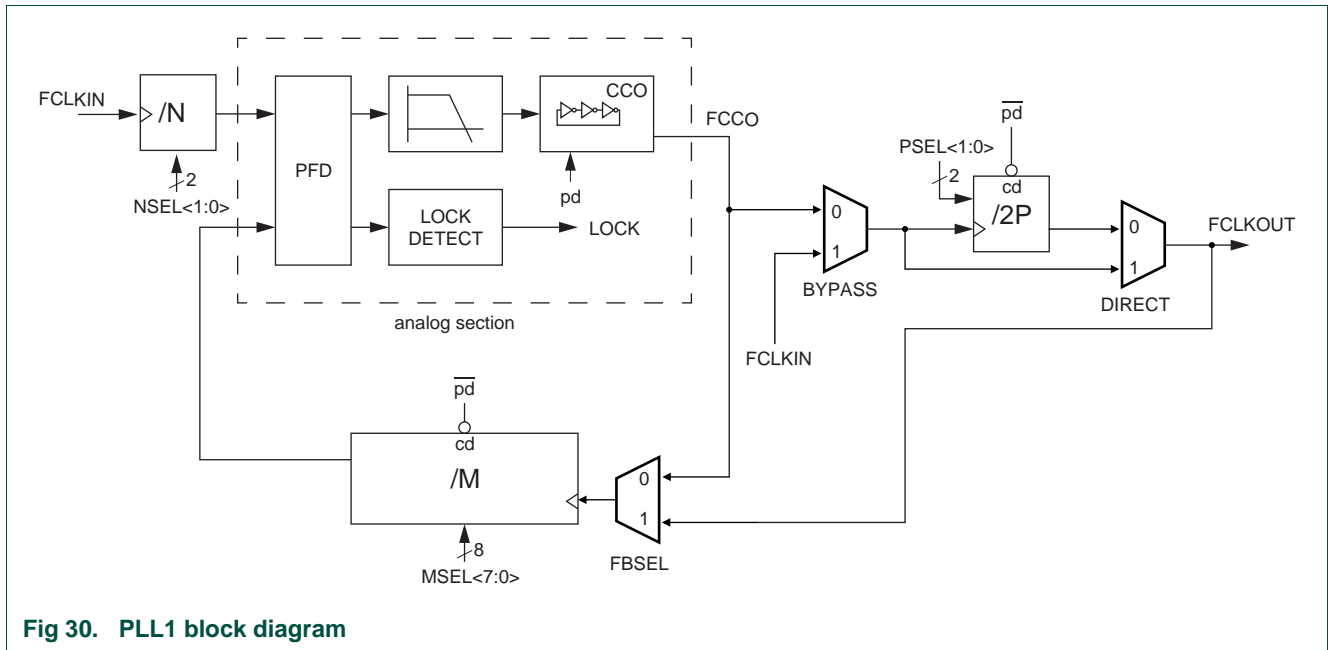 FCLKIN
/N
2
NSEL<1:0>
PFD
CCO
pd
LOCK
DETECT
LOCK
analog section
FCCO
0
1
BYPASS
FCLKIN
pd
PSEL<1:0>
2
cd
/2P
0
1
DIRECT
FCLKOUT
pd
cd
/M
8
MSEL<7:0>
0
1
FBSEL
Fig 30. PLL1 block diagram